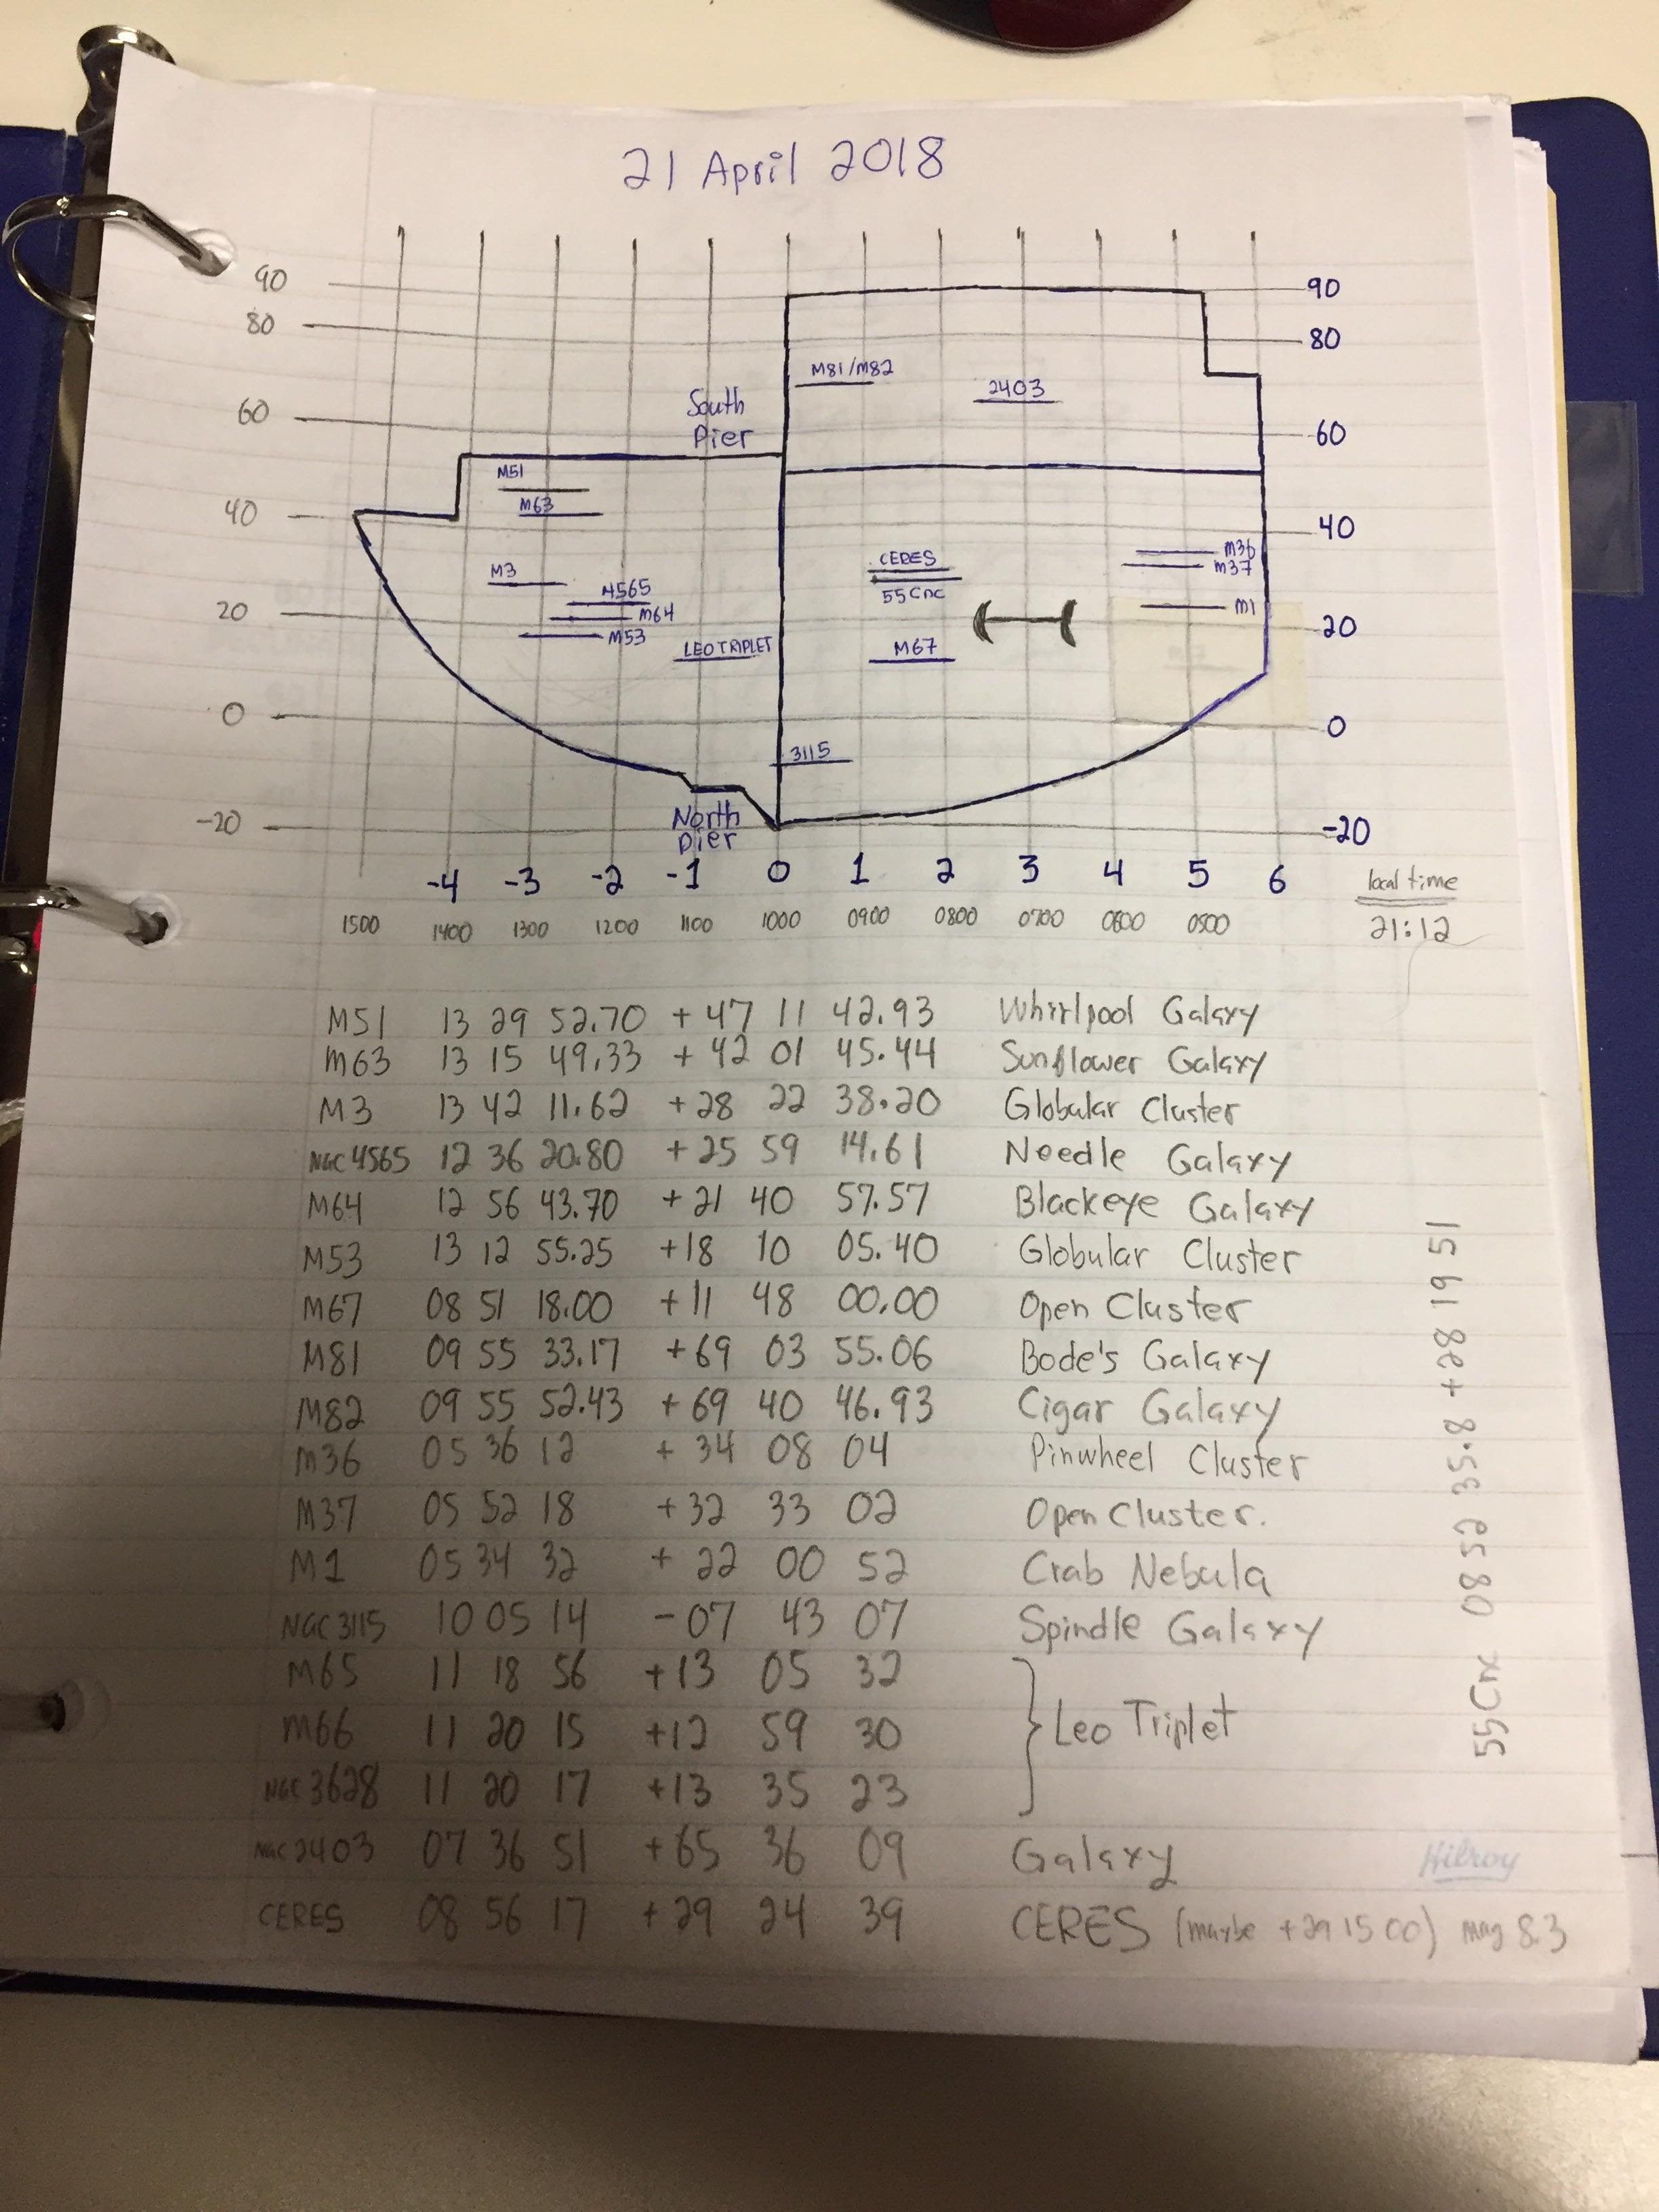 21 April 2018
90 90
80 80
M81/M82
2403
South
Pier
60 60
M51
M63
40 40
CERES
M36
M37
M3
4565
55 Cnc
M1
M64
20 20
M53
LEO TRIPLET
M67
0 0
3115
North
Pier
-20 -20
-4 -3 -2 -1 0 1 2 3 4 5 6 local time
1500 1400 1300 1200 1100 1000 0900 0800 0700 0600 0500 21:12
M51 13 29 52.70 +47 11 42.93 Whirlpool Galaxy
M63 13 15 49.33 +42 01 45.44 Sunflower Galaxy
M3 13 42 11.62 +28 22 38.20 Globular Cluster
NGC 4565 12 36 20.80 +25 59 14.61 Needle Galaxy
M64 12 56 43.70 +21 40 57.57 Blackeye Galaxy
M53 13 12 55.25 +18 10 05.40 Globular Cluster
M67 08 51 18.00 +11 48 00.00 Open Cluster
M81 09 55 33.17 +69 03 55.06 Bode's Galaxy
M82 09 55 52.43 +69 40 46.93 Cigar Galaxy
M36 05 36 12 +34 08 04 Pinwheel Cluster
M37 05 52 18 +32 33 02 Open Cluster.
M1 05 34 32 +22 00 52 Crab Nebula
NGC 3115 10 05 14 -07 43 07 Spindle Galaxy
M65 11 18 56 +13 05 32
M66 11 20 15 +12 59 30 Leo Triplet
NGC 3628 11 20 17 +13 35 23
NGC 2403 07 36 51 +65 36 09 Galaxy
CERES 08 56 17 +29 24 39 CERES (maybe +29 15 00) mag 8.3
55 Cnc 08 52 35.8 +28 19 51
Hilroy